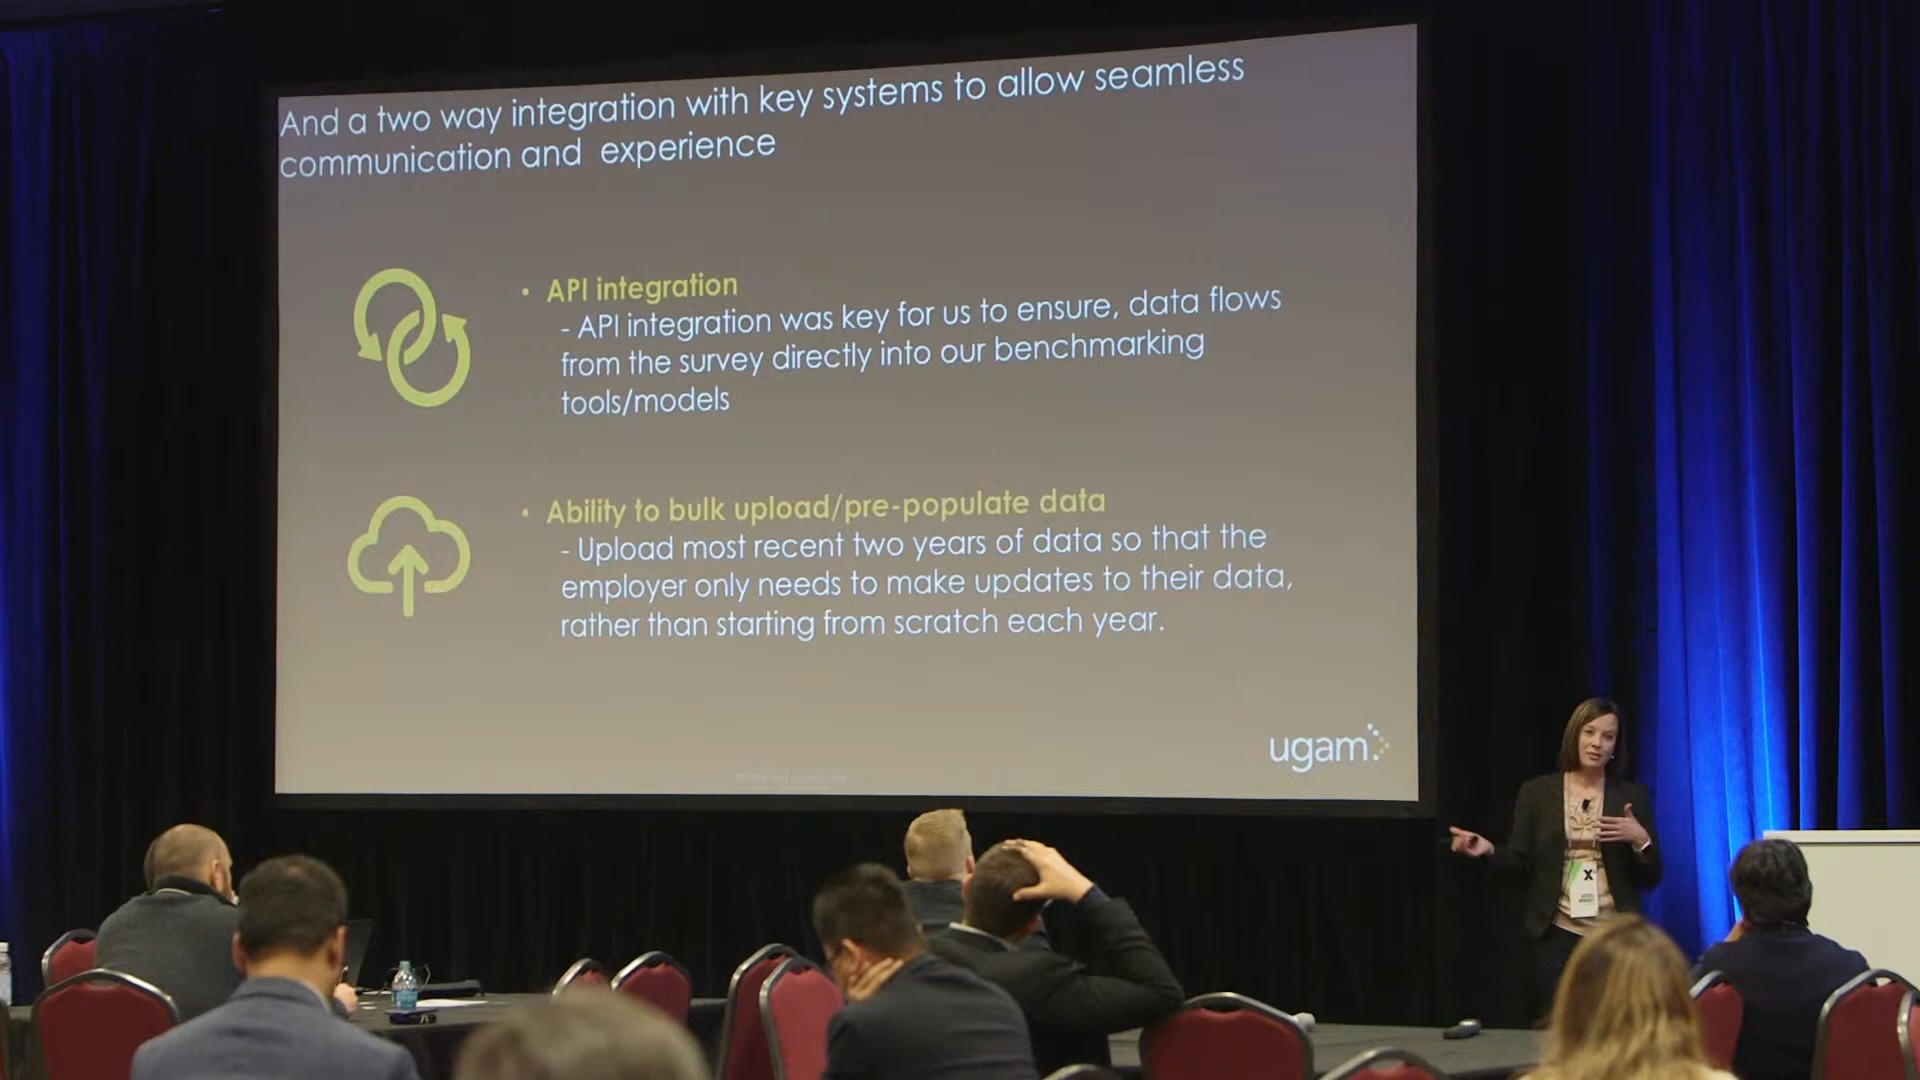 And a two way integration with key systems to allow seamless
communication and experience
• API integration
- API integration was key for us to ensure, data flows
from the survey directly into our benchmarking
tools/models
• Ability to bulk upload/pre-populate data
- Upload most recent two years of data so that the
employer only needs to make updates to their data,
rather than starting from scratch each year.
ugam
X